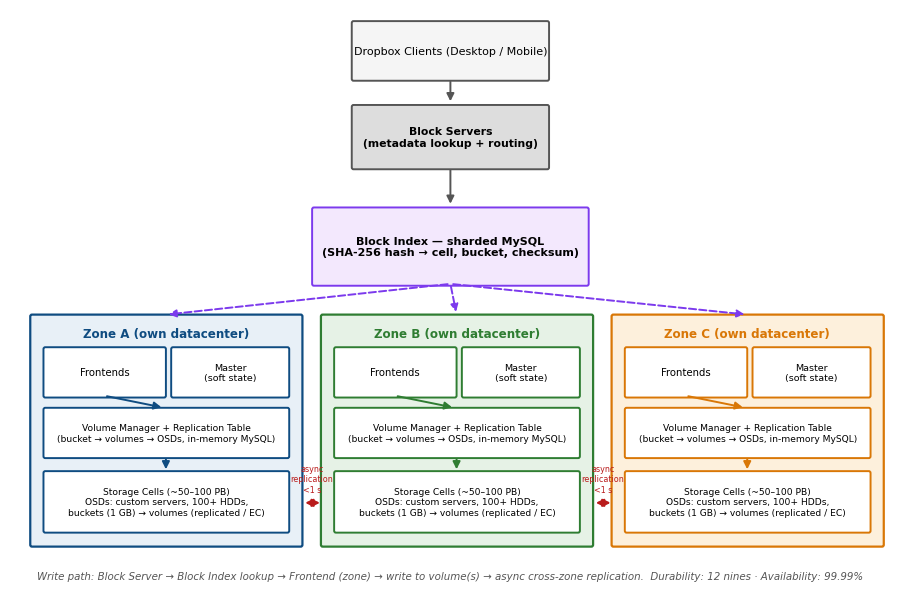 Dropbox Clients (Desktop / Mobile)
Block Servers
(metadata lookup + routing)
Block Index — sharded MySQL
(SHA-256 hash → cell, bucket, checksum)
Zone A (own datacenter)
Frontends
Master
(soft state)
Volume Manager + Replication Table
(bucket → volumes → OSDs, in-memory MySQL)
Storage Cells (~50–100 PB)
OSDs: custom servers, 100+ HDDs,
buckets (1 GB) → volumes (replicated / EC)
async
replication
<1 s
Zone B (own datacenter)
Frontends
Master
(soft state)
Volume Manager + Replication Table
(bucket → volumes → OSDs, in-memory MySQL)
Storage Cells (~50–100 PB)
OSDs: custom servers, 100+ HDDs,
buckets (1 GB) → volumes (replicated / EC)
async
replication
<1 s
Zone C (own datacenter)
Frontends
Master
(soft state)
Volume Manager + Replication Table
(bucket → volumes → OSDs, in-memory MySQL)
Storage Cells (~50–100 PB)
OSDs: custom servers, 100+ HDDs,
buckets (1 GB) → volumes (replicated / EC)
Write path: Block Server → Block Index lookup → Frontend (zone) → write to volume(s) → async cross-zone replication.  Durability: 12 nines · Availability: 99.99%